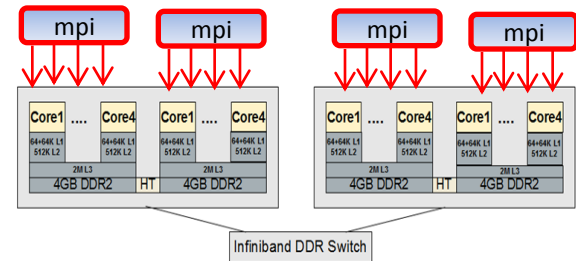 mpi mpi mpi mpi
Core1 .... Core4 Core1 .... Core4 Core1 .... Core4 Core1 .... Core4
64+64K L1 64+64K L1 64+64K L1 64+64K L1 64+64K L1 64+64K L1 64+64K L1 64+64K L1
512K L2 512K L2 512K L2 512K L2 512K L2 512K L2 512K L2 512K L2
2M L3 2M L3 2M L3 2M L3
4GB DDR2 HT 4GB DDR2 4GB DDR2 HT 4GB DDR2
Infiniband DDR Switch